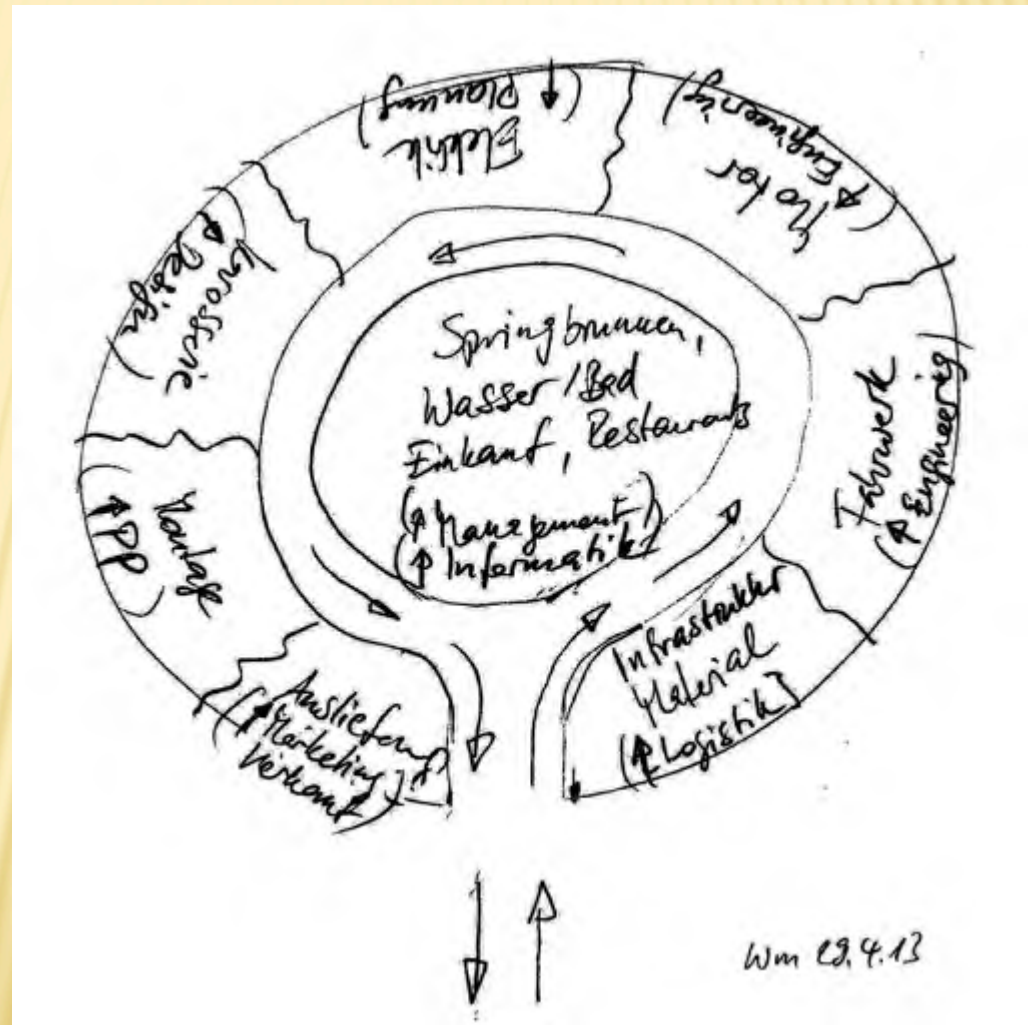 Elektrik
(↑ Planung)
Motor
(↑ Engineering)
Fahrwerk
(↑ Engineerig)
Infrastruktur
Material
(↑ Logistik)
Karosserie
(↑ Design)
Montage
(↑ PP)
Auslieferung
(↑ Marketing
Verkauf)
Springbrunnen,
Wasser/Bad
Einkauf, Restaurants
(↑ Management)
(↑ Informatik)
Wm 29.4.13